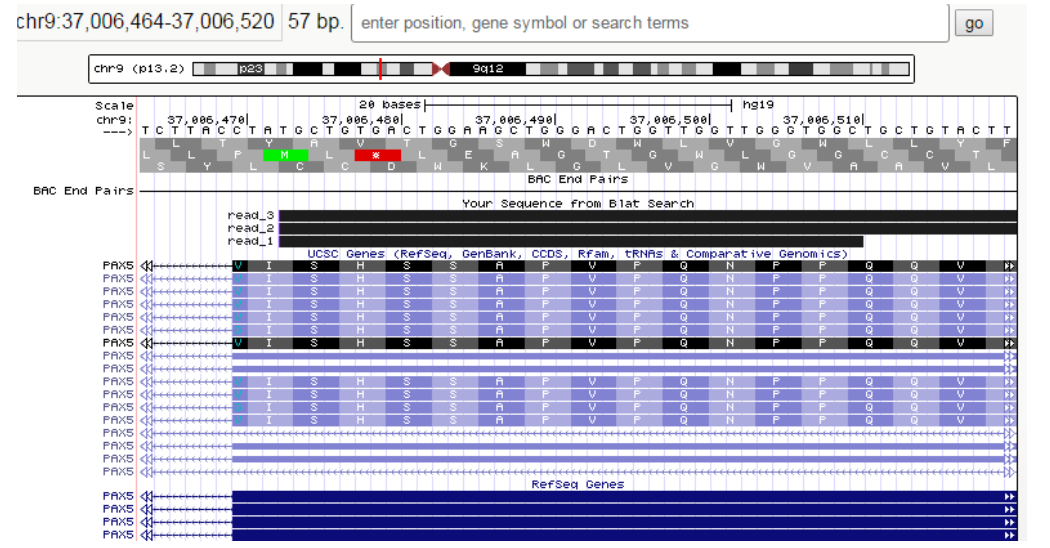 chr9:37,006,464-37,006,520 57 bp. enter position, gene symbol or search terms go
chr9 (p13.2) p23 9q12
Scale 20 bases hg19
chr9: 37,006,470 37,006,480 37,006,490 37,006,500 37,006,510
---> T C T T A C C T A T G C T G T G A C T G G A A G C T G G G A C T G G T T G G T T G G G T G G C T G C T G T A C T T
L T Y A V T G S W D W L V G W L L Y F
L L P M L * L E A G T G W L G G C C T
S Y L C C D W K L G L V G W V A A V L
BAC End Pairs
BAC End Pairs
Your Sequence from Blat Search
read_3
read_2
read_1
UCSC Genes (RefSeq, GenBank, CCDS, Rfam, tRNAs & Comparative Genomics)
PAX5 V I S H S S A P V P Q N P P Q Q V
PAX5 V I S H S S A P V P Q N P P Q Q V
PAX5 V I S H S S A P V P Q N P P Q Q V
PAX5 V I S H S S A P V P Q N P P Q Q V
PAX5 V I S H S S A P V P Q N P P Q Q V
PAX5 V I S H S S A P V P Q N P P Q Q V
PAX5 V I S H S S A P V P Q N P P Q Q V
PAX5
PAX5
PAX5 V I S H S S A P V P Q N P P Q Q V
PAX5 V I S H S S A P V P Q N P P Q Q V
PAX5 V I S H S S A P V P Q N P P Q Q V
PAX5 V I S H S S A P V P Q N P P Q Q V
PAX5
PAX5
PAX5
PAX5
RefSeq Genes
PAX5
PAX5
PAX5
PAX5